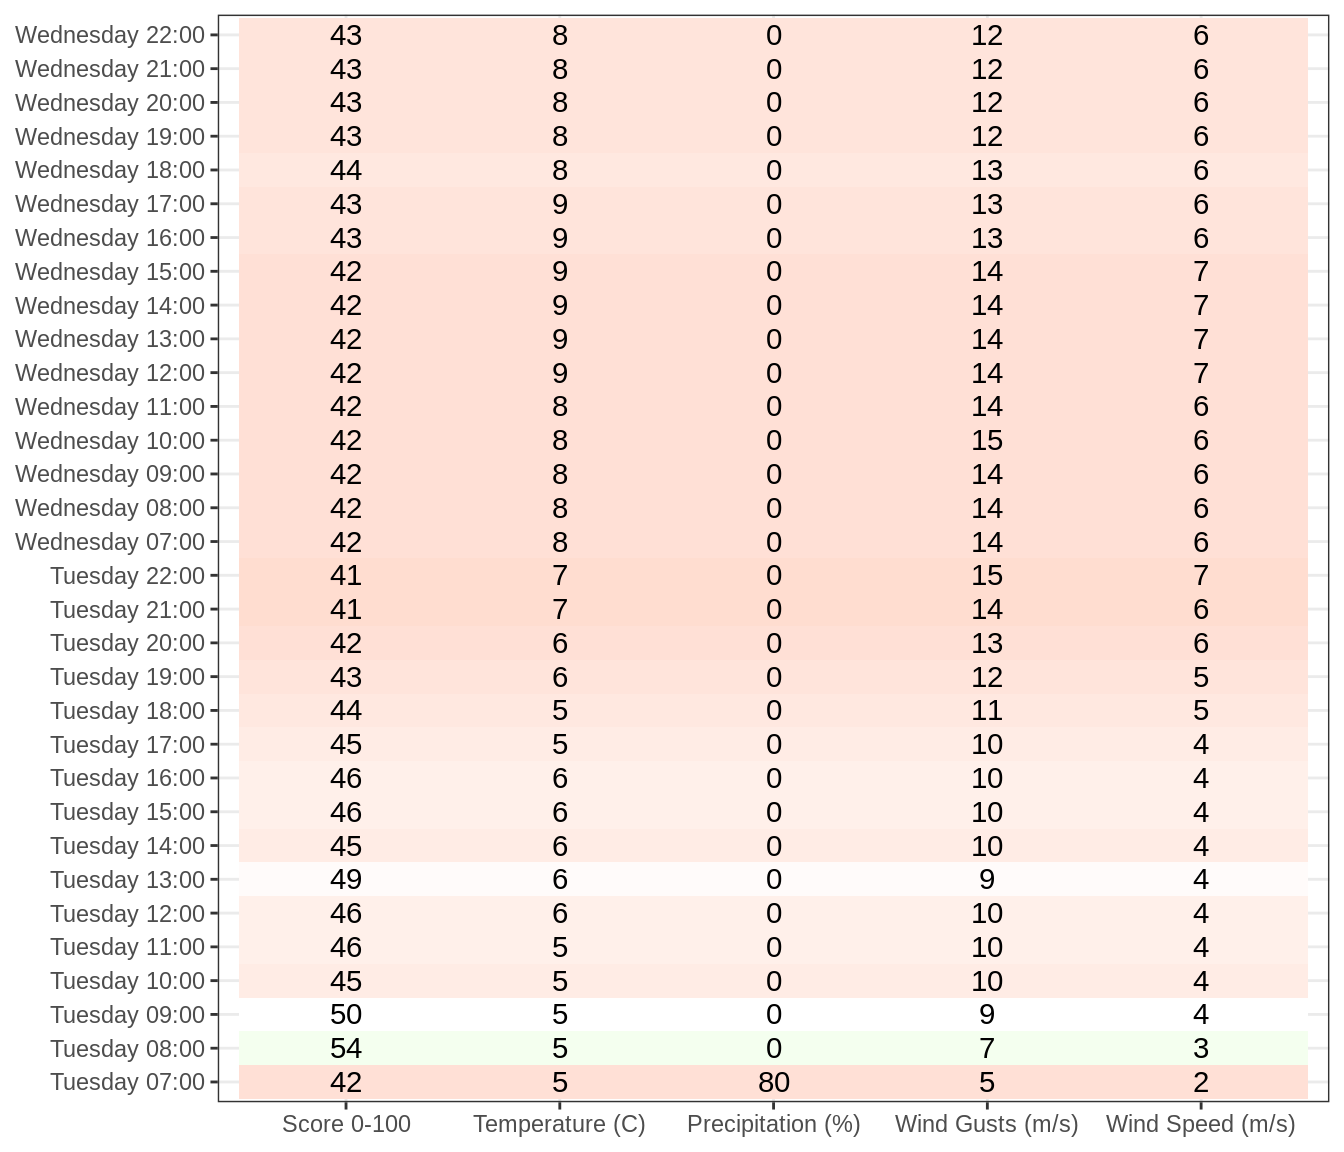 Wednesday 22:00 43 8 0 12 6
Wednesday 21:00 43 8 0 12 6
Wednesday 20:00 43 8 0 12 6
Wednesday 19:00 43 8 0 12 6
Wednesday 18:00 44 8 0 13 6
Wednesday 17:00 43 9 0 13 6
Wednesday 16:00 43 9 0 13 6
Wednesday 15:00 42 9 0 14 7
Wednesday 14:00 42 9 0 14 7
Wednesday 13:00 42 9 0 14 7
Wednesday 12:00 42 9 0 14 7
Wednesday 11:00 42 8 0 14 6
Wednesday 10:00 42 8 0 15 6
Wednesday 09:00 42 8 0 14 6
Wednesday 08:00 42 8 0 14 6
Wednesday 07:00 42 8 0 14 6
Tuesday 22:00 41 7 0 15 7
Tuesday 21:00 41 7 0 14 6
Tuesday 20:00 42 6 0 13 6
Tuesday 19:00 43 6 0 12 5
Tuesday 18:00 44 5 0 11 5
Tuesday 17:00 45 5 0 10 4
Tuesday 16:00 46 6 0 10 4
Tuesday 15:00 46 6 0 10 4
Tuesday 14:00 45 6 0 10 4
Tuesday 13:00 49 6 0 9 4
Tuesday 12:00 46 6 0 10 4
Tuesday 11:00 46 5 0 10 4
Tuesday 10:00 45 5 0 10 4
Tuesday 09:00 50 5 0 9 4
Tuesday 08:00 54 5 0 7 3
Tuesday 07:00 42 5 80 5 2
Score 0-100 Temperature (C) Precipitation (%) Wind Gusts (m/s) Wind Speed (m/s)